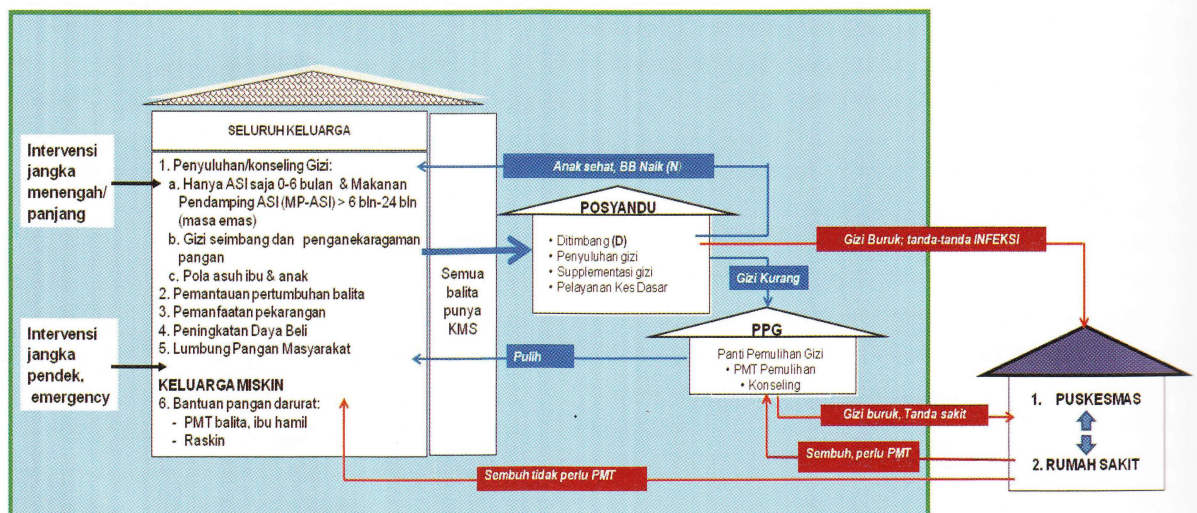 Intervensi
jangka
menengah/
panjang
Intervensi
jangka
pendek,
emergency
SELURUH KELUARGA
1. Penyuluhan/konseling Gizi:
a. Hanya ASI saja 0-6 bulan & Makanan
Pendamping ASI (MP-ASI) > 6 bln-24 bln
(masa emas)
b. Gizi seimbang dan penganekaragaman
pangan
c. Pola asuh ibu & anak
2. Pemantauan pertumbuhan balita
3. Pemanfaatan pekarangan
4. Peningkatan Daya Beli
5. Lumbung Pangan Masyarakat
KELUARGA MISKIN
6. Bantuan pangan darurat:
- PMT balita, ibu hamil
- Raskin
Semua
balita
punya
KMS
Anak sehat, BB Naik (N)
POSYANDU
• Ditimbang (D)
• Penyuluhan gizi
• Supplementasi gizi
• Pelayanan Kes Dasar
Gizi Buruk; tanda-tanda INFEKSI
Gizi Kurang
PPG
Panti Pemulihan Gizi
• PMT Pemulihan
• Konseling
Pulih
Gizi buruk, Tanda sakit
Sembuh, perlu PMT
Sembuh tidak perlu PMT
1. PUSKESMAS
2. RUMAH SAKIT